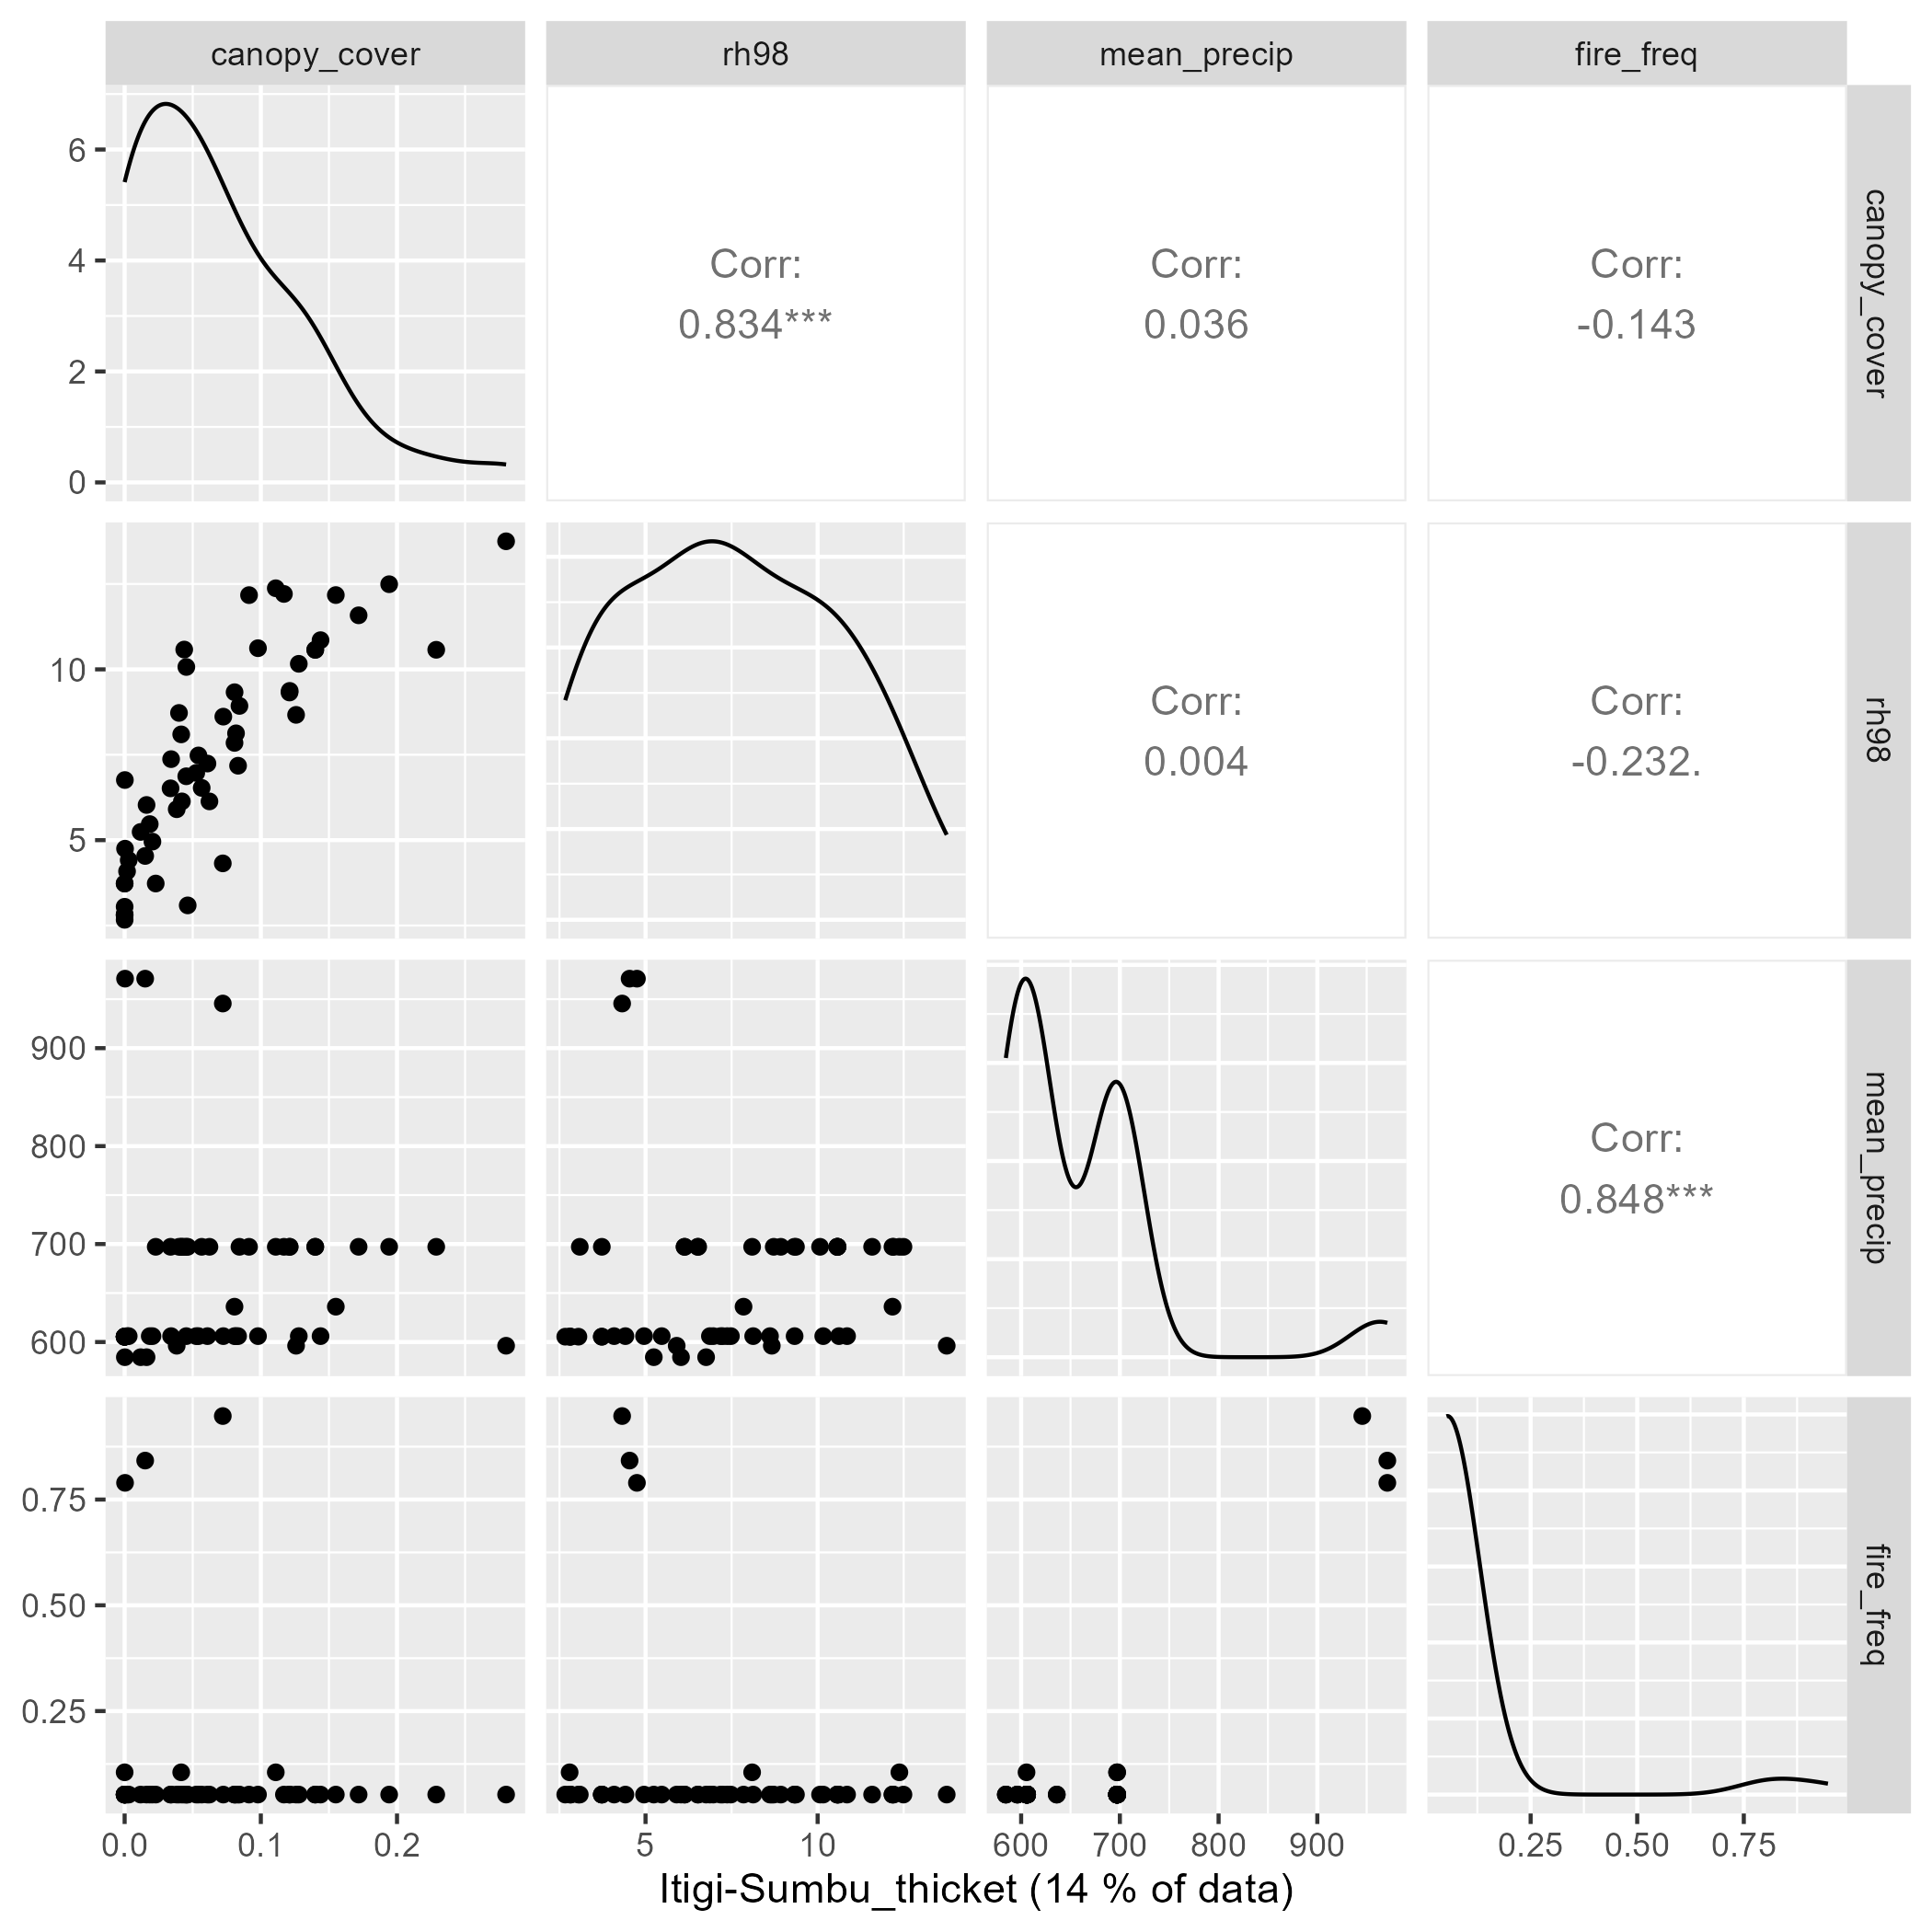 canopy_cover
rh98
mean_precip
fire_freq
6
4
2
0
Corr:
0.834***
Corr:
0.036
Corr:
-0.143
canopy_cover
10
5
Corr:
0.004
Corr:
-0.232.
rh98
900
800
700
600
Corr:
0.848***
mean_precip
0.75
0.50
0.25
fire_freq
0.0 0.1 0.2
5 10
600 700 800 900
0.25 0.50 0.75
Itigi-Sumbu_thicket (14 % of data)